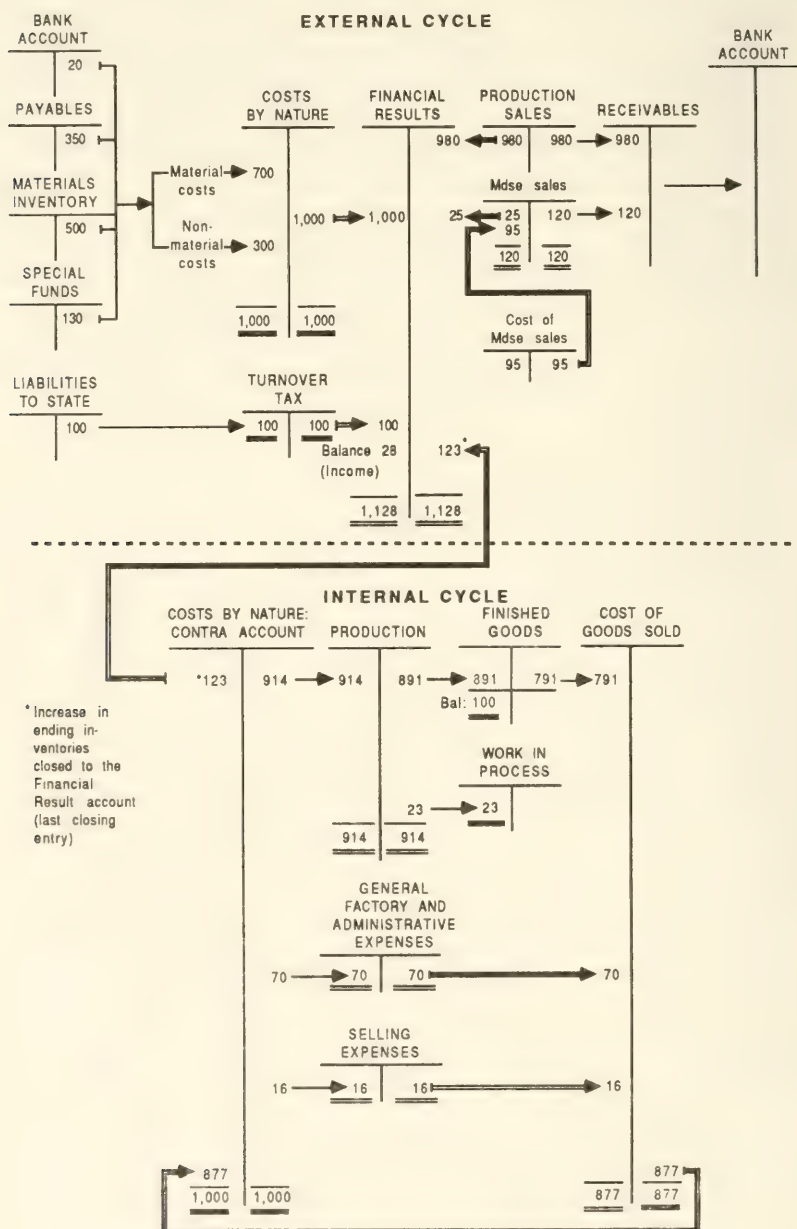 EXTERNAL CYCLE
BANK
ACCOUNT
20
PAYABLES
350
MATERIALS
INVENTORY
500
SPECIAL
FUNDS
130
Material
costs
Non-
material
costs
COSTS
BY NATURE
700
1,000
300
1,000 1,000
FINANCIAL
RESULTS
980
1,000
25
PRODUCTION
SALES
980 980
Mdse sales
25 120
95
120 120
Cost of
Mdse sales
95 95
RECEIVABLES
980
120
BANK
ACCOUNT
LIABILITIES
TO STATE
100
TURNOVER
TAX
100 100
100
Balance 28
(Income)
123*
1,128 1,128
INTERNAL CYCLE
COSTS BY NATURE:
CONTRA ACCOUNT
*123 914
PRODUCTION
914 891
FINISHED
GOODS
891 791
Bal: 100
COST OF
GOODS SOLD
791
* Increase in
ending in-
ventories
closed to the
Financial
Result account
(last closing
entry)
WORK IN
PROCESS
23 23
914 914
GENERAL
FACTORY AND
ADMINISTRATIVE
EXPENSES
70 70 70 70
SELLING
EXPENSES
16 16 16 16
877 877
1,000 1,000 877 877